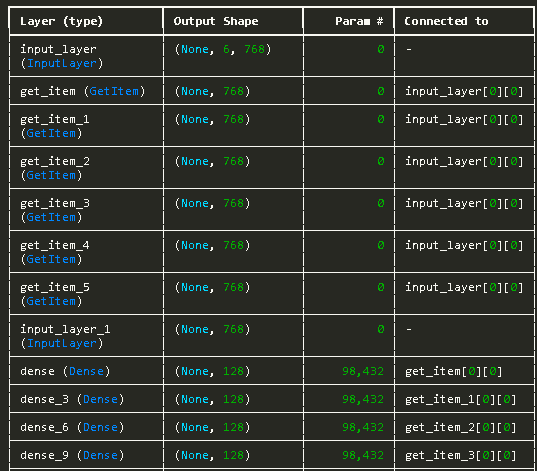 Layer (type) Output Shape Param # Connected to
input_layer (None, 6, 768) 0 -
(InputLayer)
get_item (GetItem) (None, 768) 0 input_layer[0][0]
get_item_1 (None, 768) 0 input_layer[0][0]
(GetItem)
get_item_2 (None, 768) 0 input_layer[0][0]
(GetItem)
get_item_3 (None, 768) 0 input_layer[0][0]
(GetItem)
get_item_4 (None, 768) 0 input_layer[0][0]
(GetItem)
get_item_5 (None, 768) 0 input_layer[0][0]
(GetItem)
input_layer_1 (None, 768) 0 -
(InputLayer)
dense (Dense) (None, 128) 98,432 get_item[0][0]
dense_3 (Dense) (None, 128) 98,432 get_item_1[0][0]
dense_6 (Dense) (None, 128) 98,432 get_item_2[0][0]
dense_9 (Dense) (None, 128) 98,432 get_item_3[0][0]